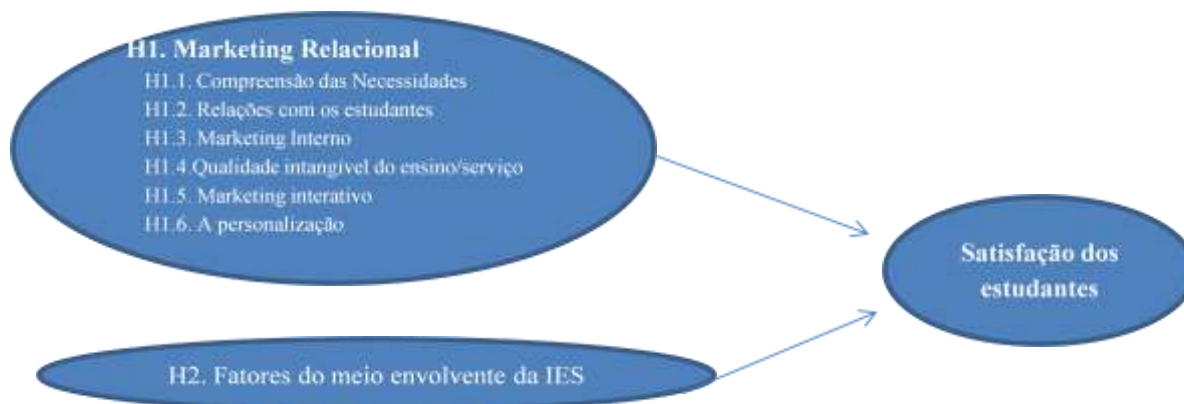 H1. Marketing Relacional
H1.1. Compreensão das Necessidades
H1.2. Relações com os estudantes
H1.3. Marketing Interno
H1.4 Qualidade intangível do ensino/serviço
H1.5. Marketing interativo
H1.6. A personalização
Satisfação dos
estudantes
H2. Fatores do meio envolvente da IES